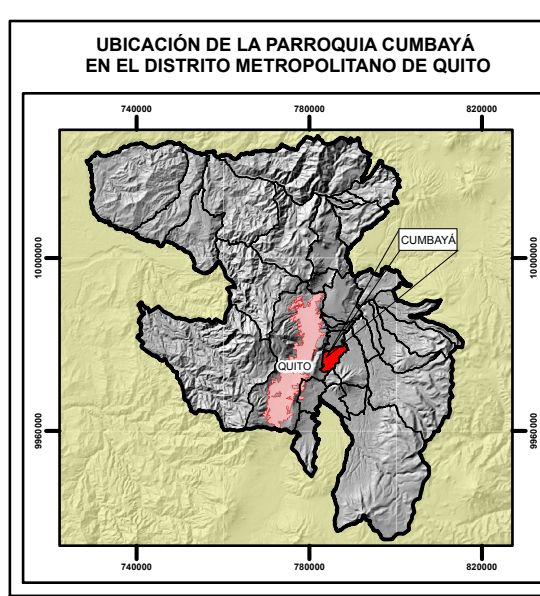 UBICACIÓN DE LA PARROQUIA CUMBAYÁ
EN EL DISTRITO METROPOLITANO DE QUITO
740000
780000
820000
10000000
10000000
CUMBAYÁ
QUITO
9960000
9960000
740000
780000
820000